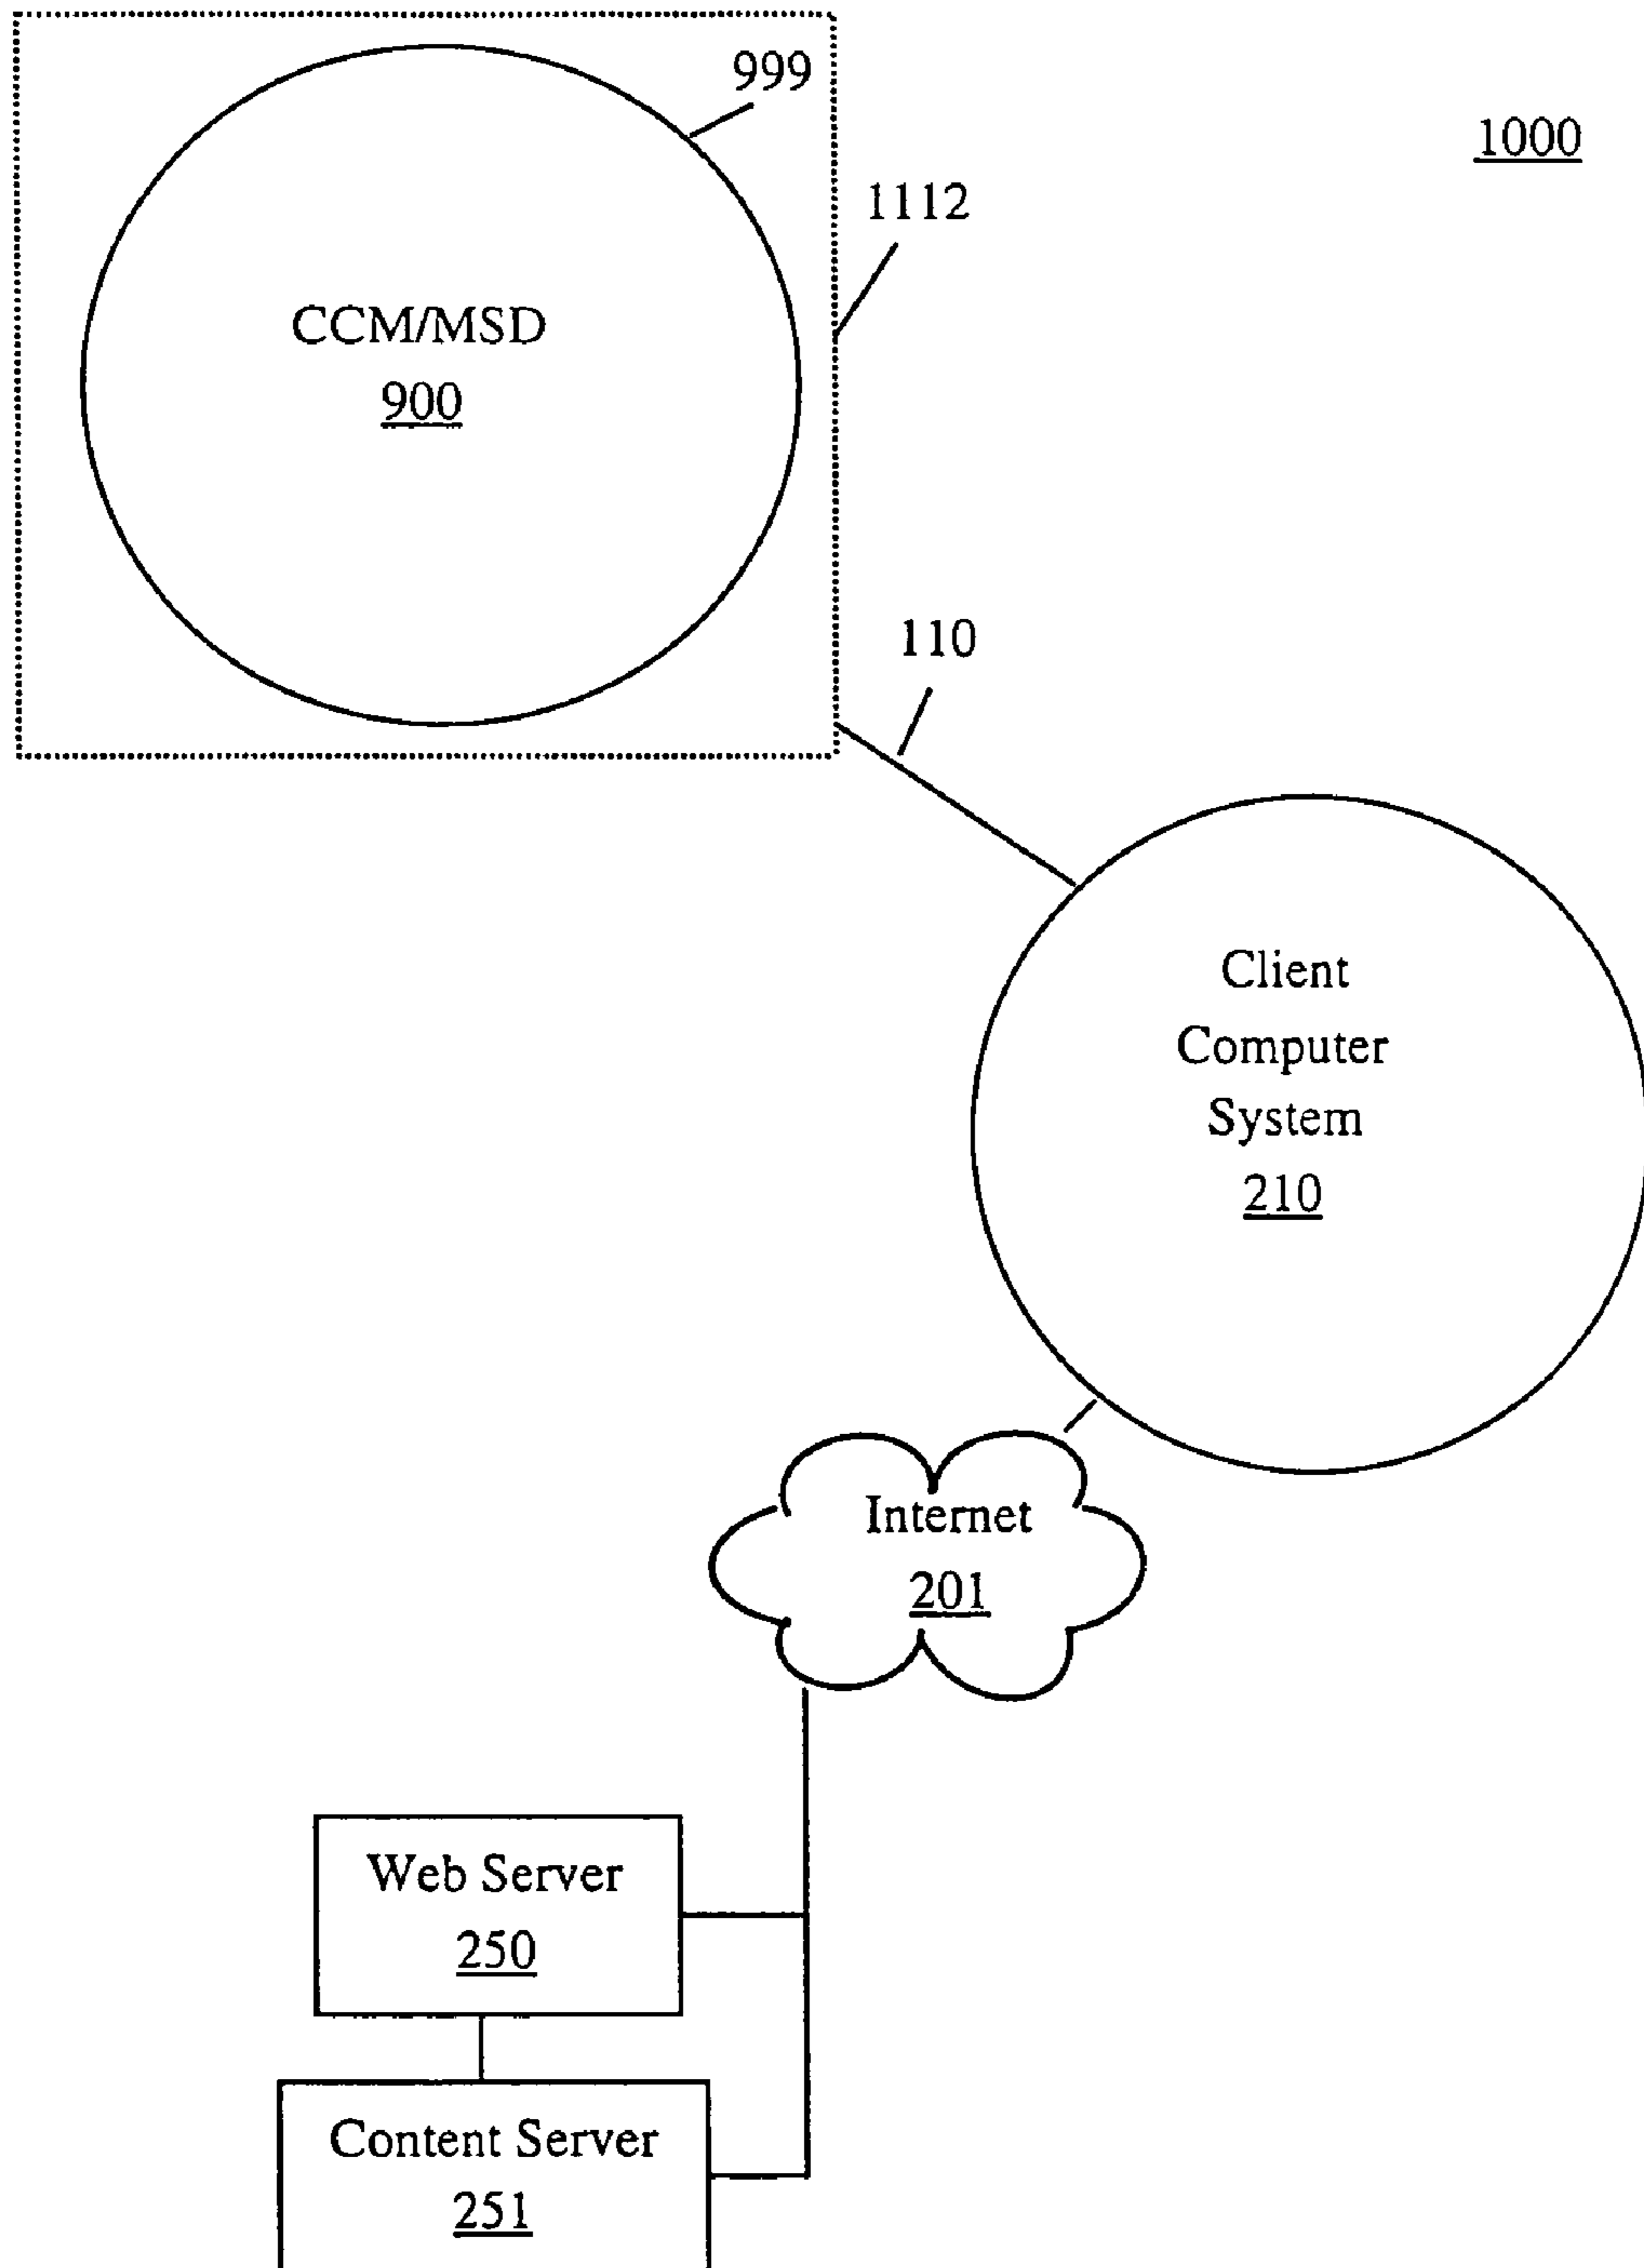 999
1000
1112
CCM/MSD
900
110
Client
Computer
System
210
Internet
201
Web Server
250
Content Server
251